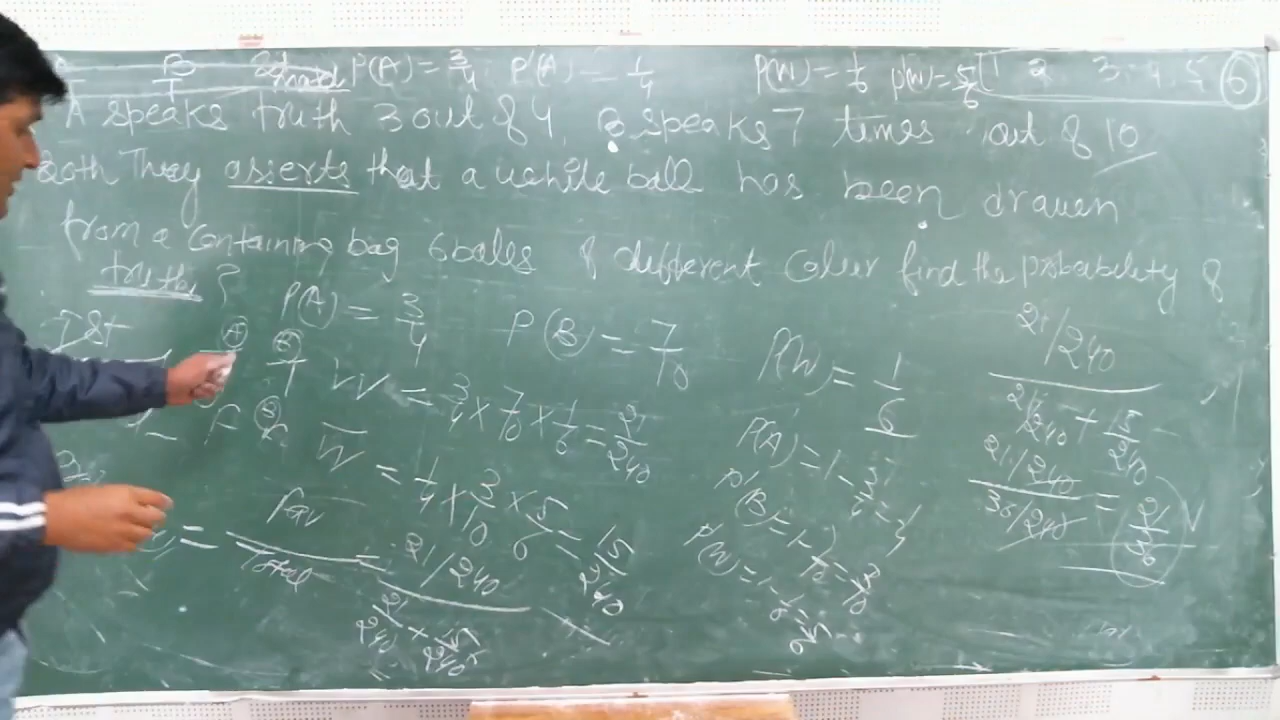 P(A) = 3/4 P'(A) = 1/4 P(W) = 1/6 P'(W) = 5/6 1 2 3 4 5 6
A speaks truth 3 out of 4, B speaks 7 times out of 10
Both They asserts that a white ball has been drawen
from a Containing bag 6 balls of different Colour find the probability of
truth ?
Ist
P(A) = 3/4 P(B) = 7/10 P(W) = 1/6
A B
T W = 3/4 × 7/10 × 1/6 = 21/240
F W = 1/4 × 3/10 × 5/6 = 15/240
= Fav/Total = 21/240 / 21/240 + 15/240
P'(A) = 1 - 3/4 =
P'(B) = 1 - 7/10 = 3/10
P'(W) = 1 - 1/6 = 5/6
21/240
21/240 + 15/240
21/240 / 36/240 = 21/36